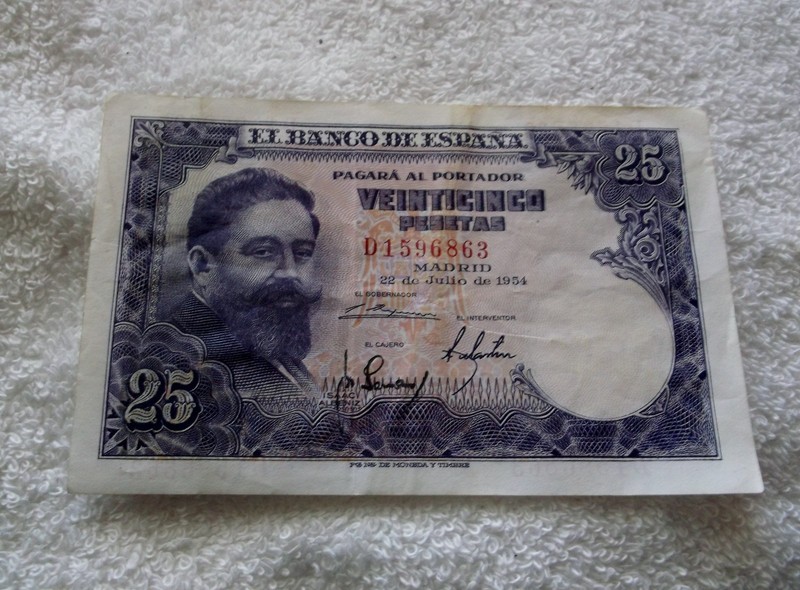 EL BANCO DE ESPAÑA
25
PAGARÁ AL PORTADOR
VEINTICINCO
PESETAS
D1596863
MADRID
22 de Julio de 1954
EL GOBERNADOR
EL INTERVENTOR
EL CAJERO
ISAAC
ALBENIZ
25
FCA NAL DE MONEDA Y TIMBRE